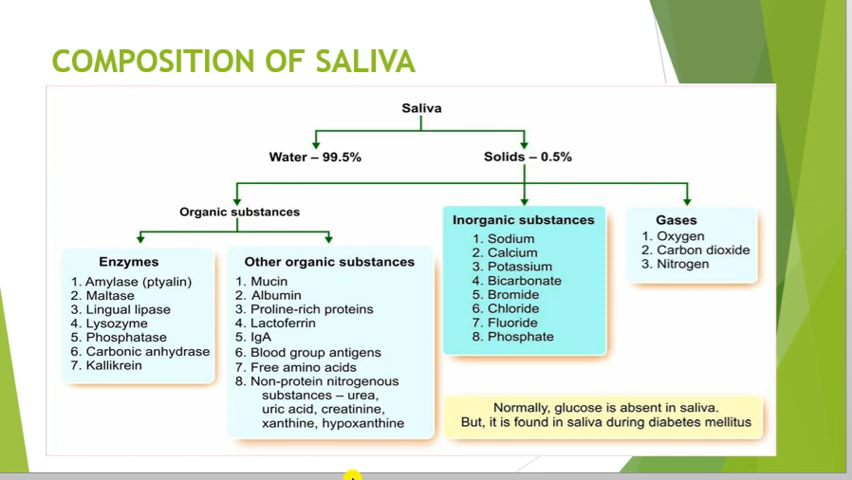 COMPOSITION OF SALIVA
Saliva
Water – 99.5%
Solids – 0.5%
Organic substances
Enzymes
1. Amylase (ptyalin)
2. Maltase
3. Lingual lipase
4. Lysozyme
5. Phosphatase
6. Carbonic anhydrase
7. Kallikrein
Other organic substances
1. Mucin
2. Albumin
3. Proline-rich proteins
4. Lactoferrin
5. IgA
6. Blood group antigens
7. Free amino acids
8. Non-protein nitrogenous
substances – urea,
uric acid, creatinine,
xanthine, hypoxanthine
Inorganic substances
1. Sodium
2. Calcium
3. Potassium
4. Bicarbonate
5. Bromide
6. Chloride
7. Fluoride
8. Phosphate
Gases
1. Oxygen
2. Carbon dioxide
3. Nitrogen
Normally, glucose is absent in saliva.
But, it is found in saliva during diabetes mellitus